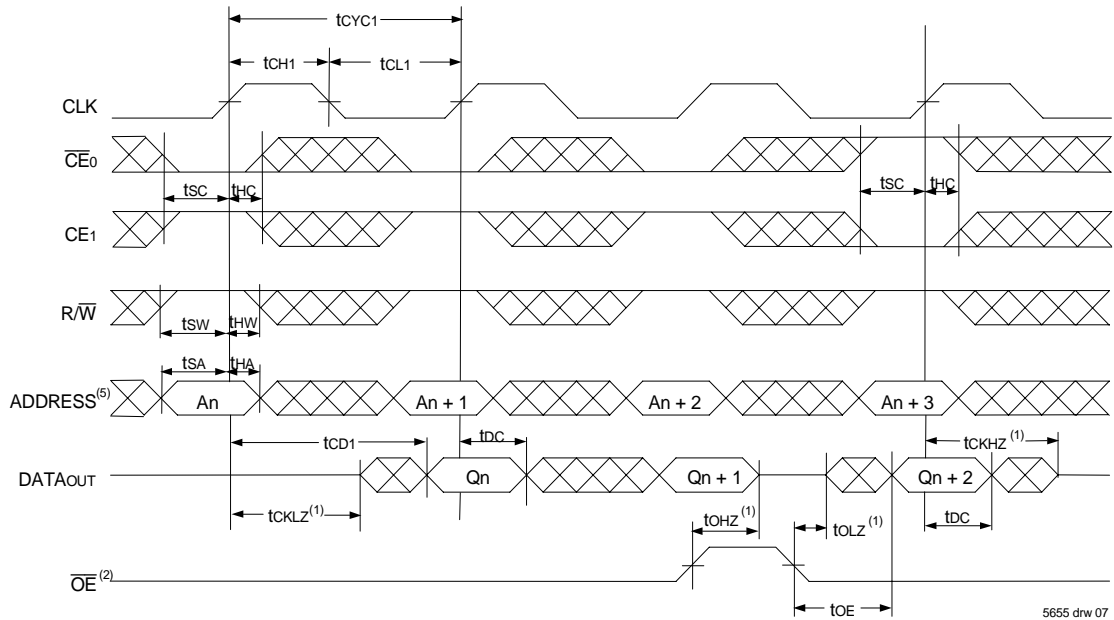 tCYC1
tCH1 tCL1
CLK
CE0
tSC tHC tSC tHC
CE1
R/W
tSW tHW
tSA tHA
ADDRESS(5) An An + 1 An + 2 An + 3
tCD1 tDC tCKHZ(1)
DATAOUT Qn Qn + 1 Qn + 2
tCKLZ(1) tOHZ(1) tOLZ(1) tDC
OE(2)
tOE
5655 drw 07